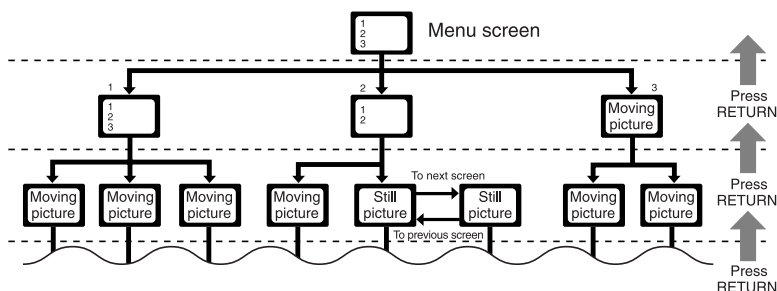 1
2
3
Menu screen
1
2
3
1
2
3
1
2
Moving
picture
Press
RETURN
Moving
picture
Moving
picture
Moving
picture
Moving
picture
Still
picture
To next screen
To previous screen
Still
picture
Moving
picture
Moving
picture
Press
RETURN
Press
RETURN